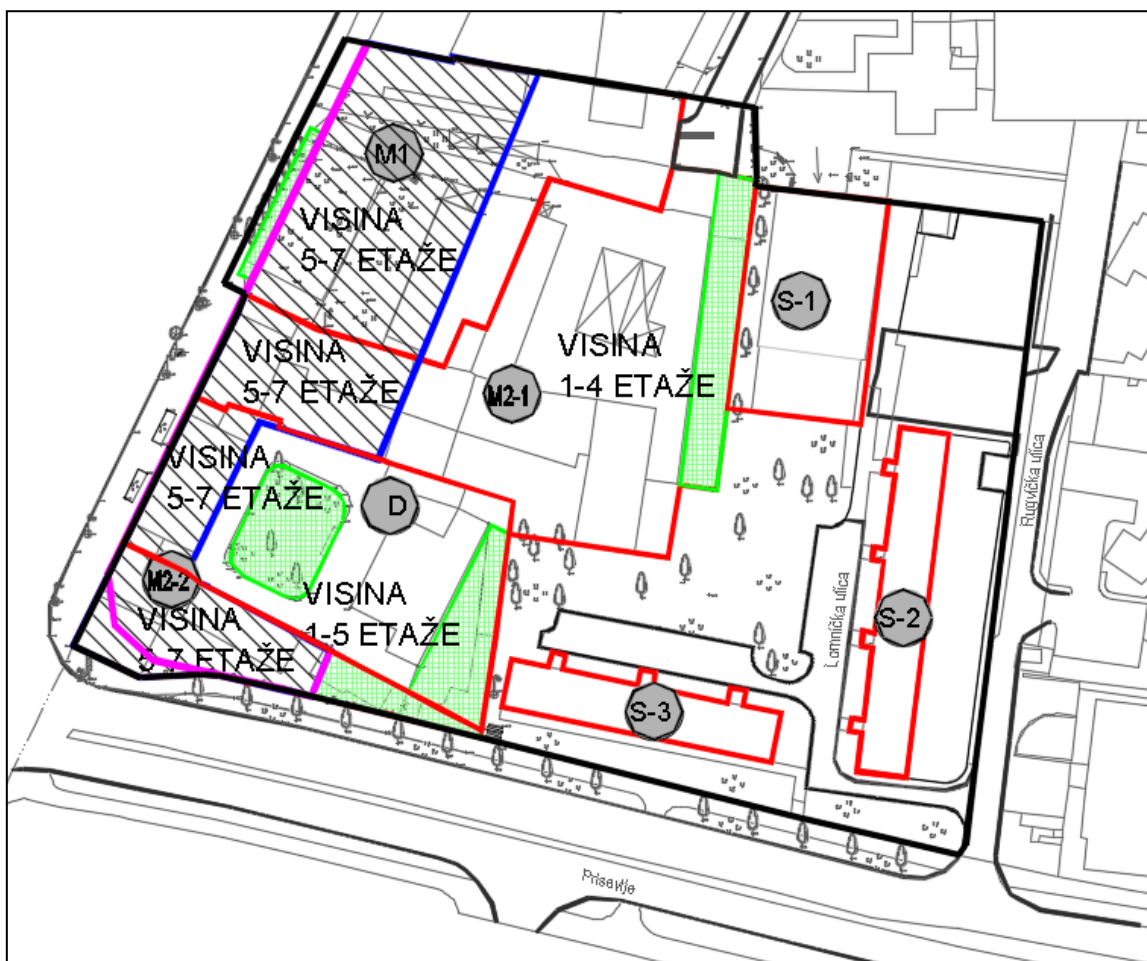 M1
VISINA
5-7 ETAŽE
S-1
VISINA
5-7 ETAŽE
VISINA
1-4 ETAŽE
M2-1
VISINA
5-7 ETAŽE
D
Rugvička ulica
M2-2
VISINA
5-7 ETAŽE
VISINA
1-5 ETAŽE
Lomnička ulica
S-2
S-3
Prisavlje